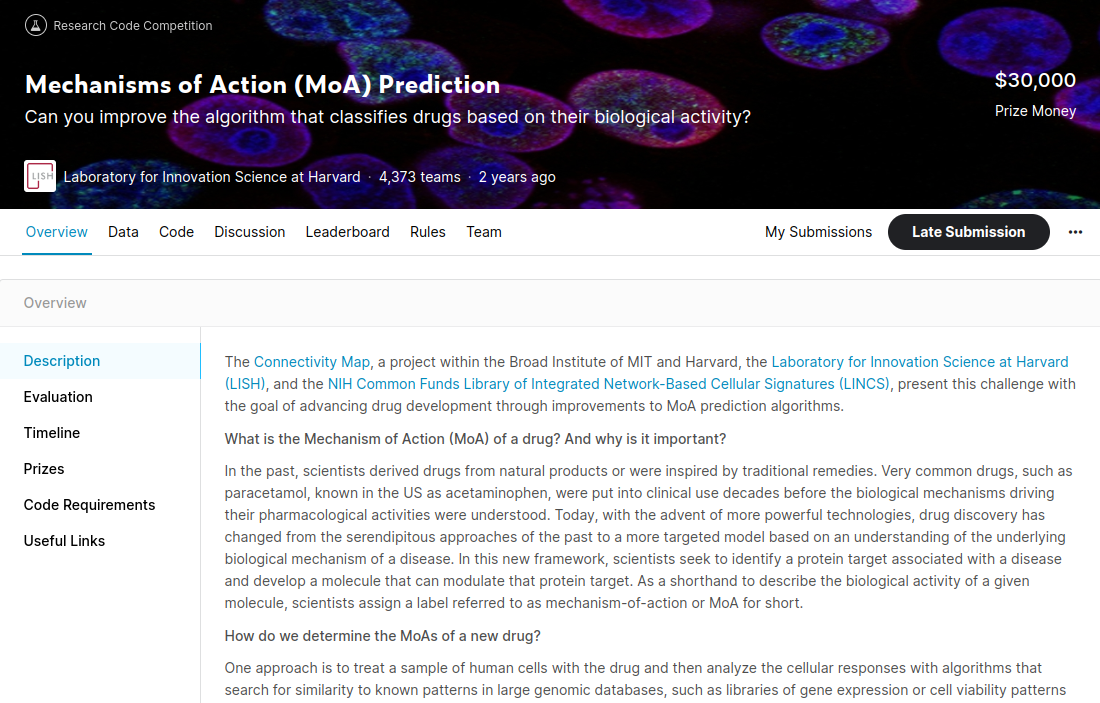 Research Code Competition
Mechanisms of Action (MoA) Prediction
Can you improve the algorithm that classifies drugs based on their biological activity?
$30,000
Prize Money
LISH
Laboratory for Innovation Science at Harvard · 4,373 teams · 2 years ago
Overview Data Code Discussion Leaderboard Rules Team My Submissions Late Submission ···
Overview
Description
Evaluation
Timeline
Prizes
Code Requirements
Useful Links
The Connectivity Map, a project within the Broad Institute of MIT and Harvard, the Laboratory for Innovation Science at Harvard
(LISH), and the NIH Common Funds Library of Integrated Network-Based Cellular Signatures (LINCS), present this challenge with
the goal of advancing drug development through improvements to MoA prediction algorithms.
What is the Mechanism of Action (MoA) of a drug? And why is it important?
In the past, scientists derived drugs from natural products or were inspired by traditional remedies. Very common drugs, such as
paracetamol, known in the US as acetaminophen, were put into clinical use decades before the biological mechanisms driving
their pharmacological activities were understood. Today, with the advent of more powerful technologies, drug discovery has
changed from the serendipitous approaches of the past to a more targeted model based on an understanding of the underlying
biological mechanism of a disease. In this new framework, scientists seek to identify a protein target associated with a disease
and develop a molecule that can modulate that protein target. As a shorthand to describe the biological activity of a given
molecule, scientists assign a label referred to as mechanism-of-action or MoA for short.
How do we determine the MoAs of a new drug?
One approach is to treat a sample of human cells with the drug and then analyze the cellular responses with algorithms that
search for similarity to known patterns in large genomic databases, such as libraries of gene expression or cell viability patterns